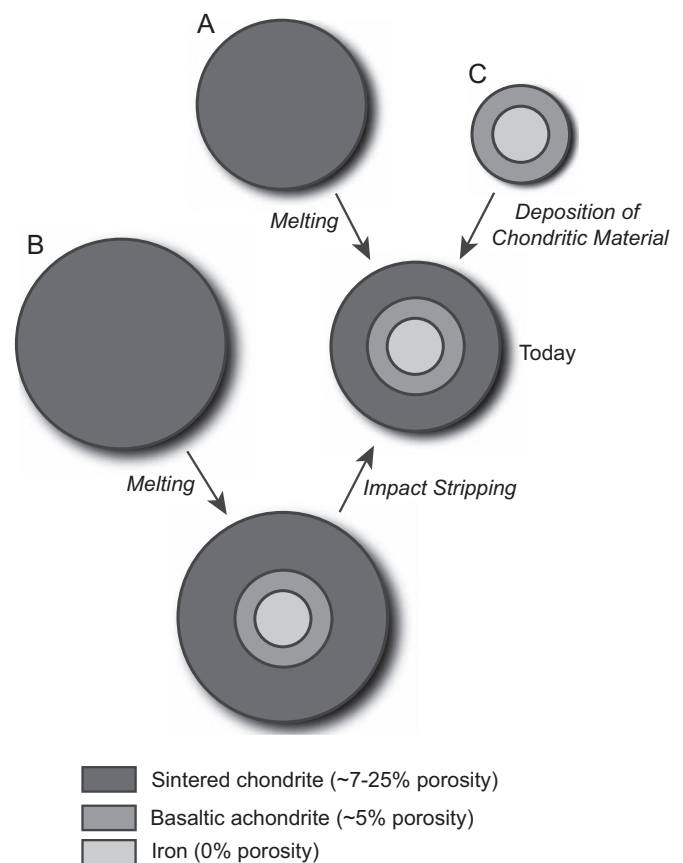 A
C
Melting
Deposition of
Chondritic Material
B
Today
Melting
Impact Stripping
Sintered chondrite (~7-25% porosity)
Basaltic achondrite (~5% porosity)
Iron (0% porosity)